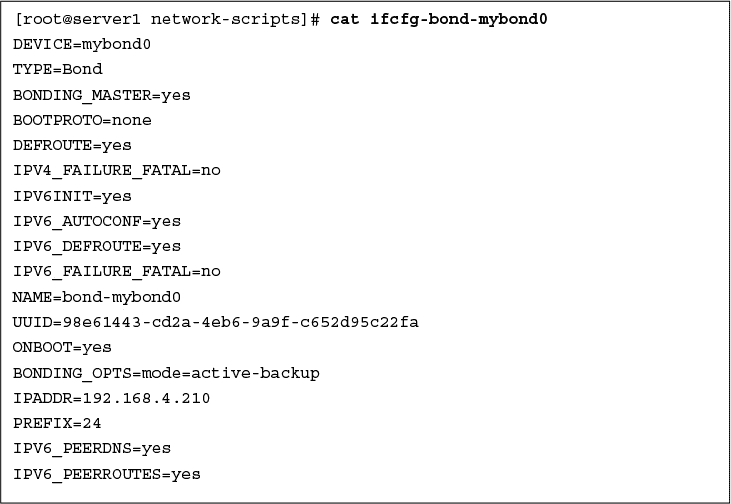 [root@server1 network-scripts]# cat ifcfg-bond-mybond0
DEVICE=mybond0
TYPE=Bond
BONDING_MASTER=yes
BOOTPROTO=none
DEFROUTE=yes
IPV4_FAILURE_FATAL=no
IPV6INIT=yes
IPV6_AUTOCONF=yes
IPV6_DEFROUTE=yes
IPV6_FAILURE_FATAL=no
NAME=bond-mybond0
UUID=98e61443-cd2a-4eb6-9a9f-c652d95c22fa
ONBOOT=yes
BONDING_OPTS=mode=active-backup
IPADDR=192.168.4.210
PREFIX=24
IPV6_PEERDNS=yes
IPV6_PEERROUTES=yes